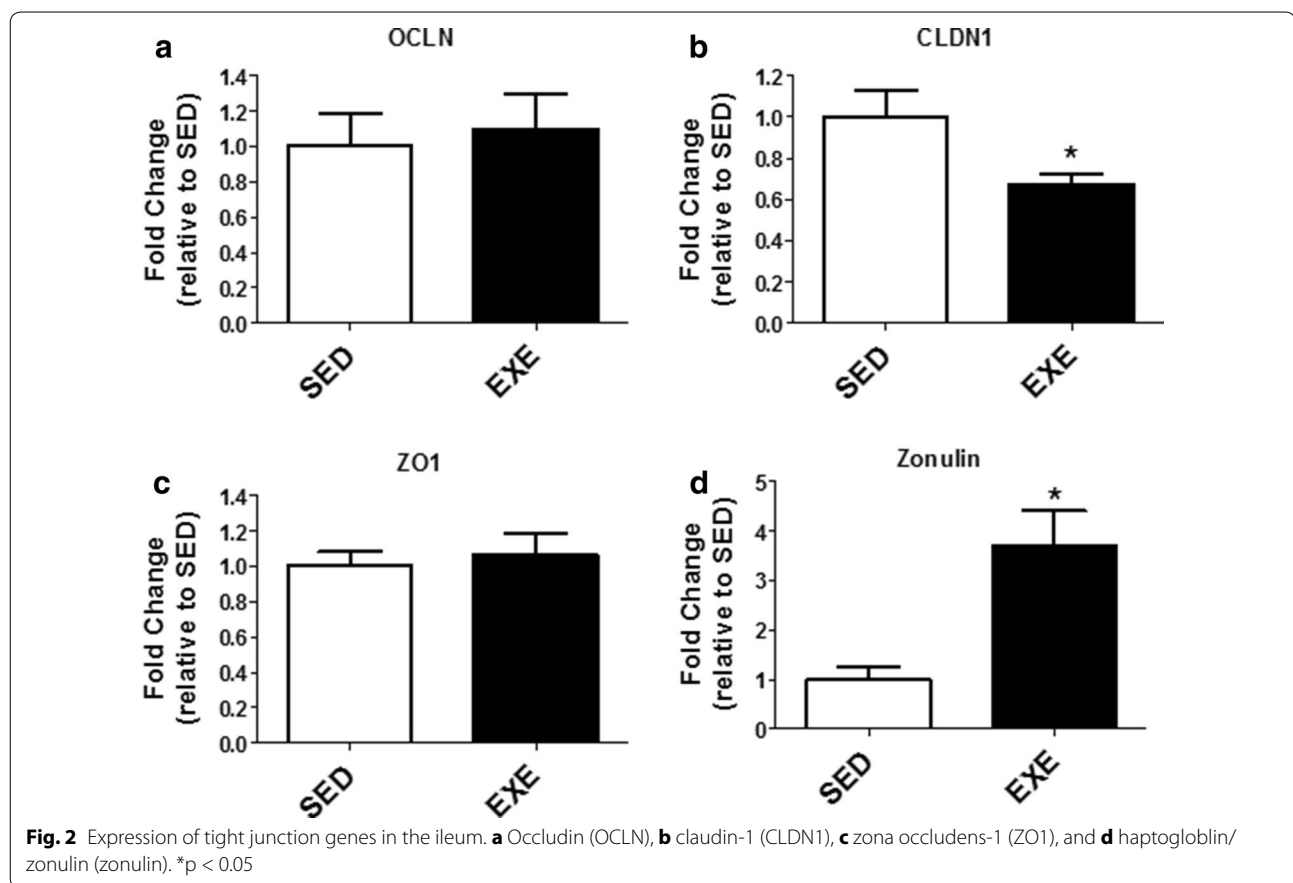 a
OCLN
Fold Change
(relative to SED)
1.4
1.2
1.0
0.8
0.6
0.4
0.2
0.0
SED
EXE
b
CLDN1
Fold Change
(relative to SED)
1.2
1.0
0.8
0.6
0.4
0.2
0.0
*
SED
EXE
c
ZO1
Fold Change
(relative to SED)
1.4
1.2
1.0
0.8
0.6
0.4
0.2
0.0
SED
EXE
d
Zonulin
Fold Change
(relative to SED)
5
4
3
2
1
0
*
SED
EXE
Fig. 2 Expression of tight junction genes in the ileum. a Occludin (OCLN), b claudin-1 (CLDN1), c zona occludens-1 (ZO1), and d haptogloblin/
zonulin (zonulin). *p < 0.05